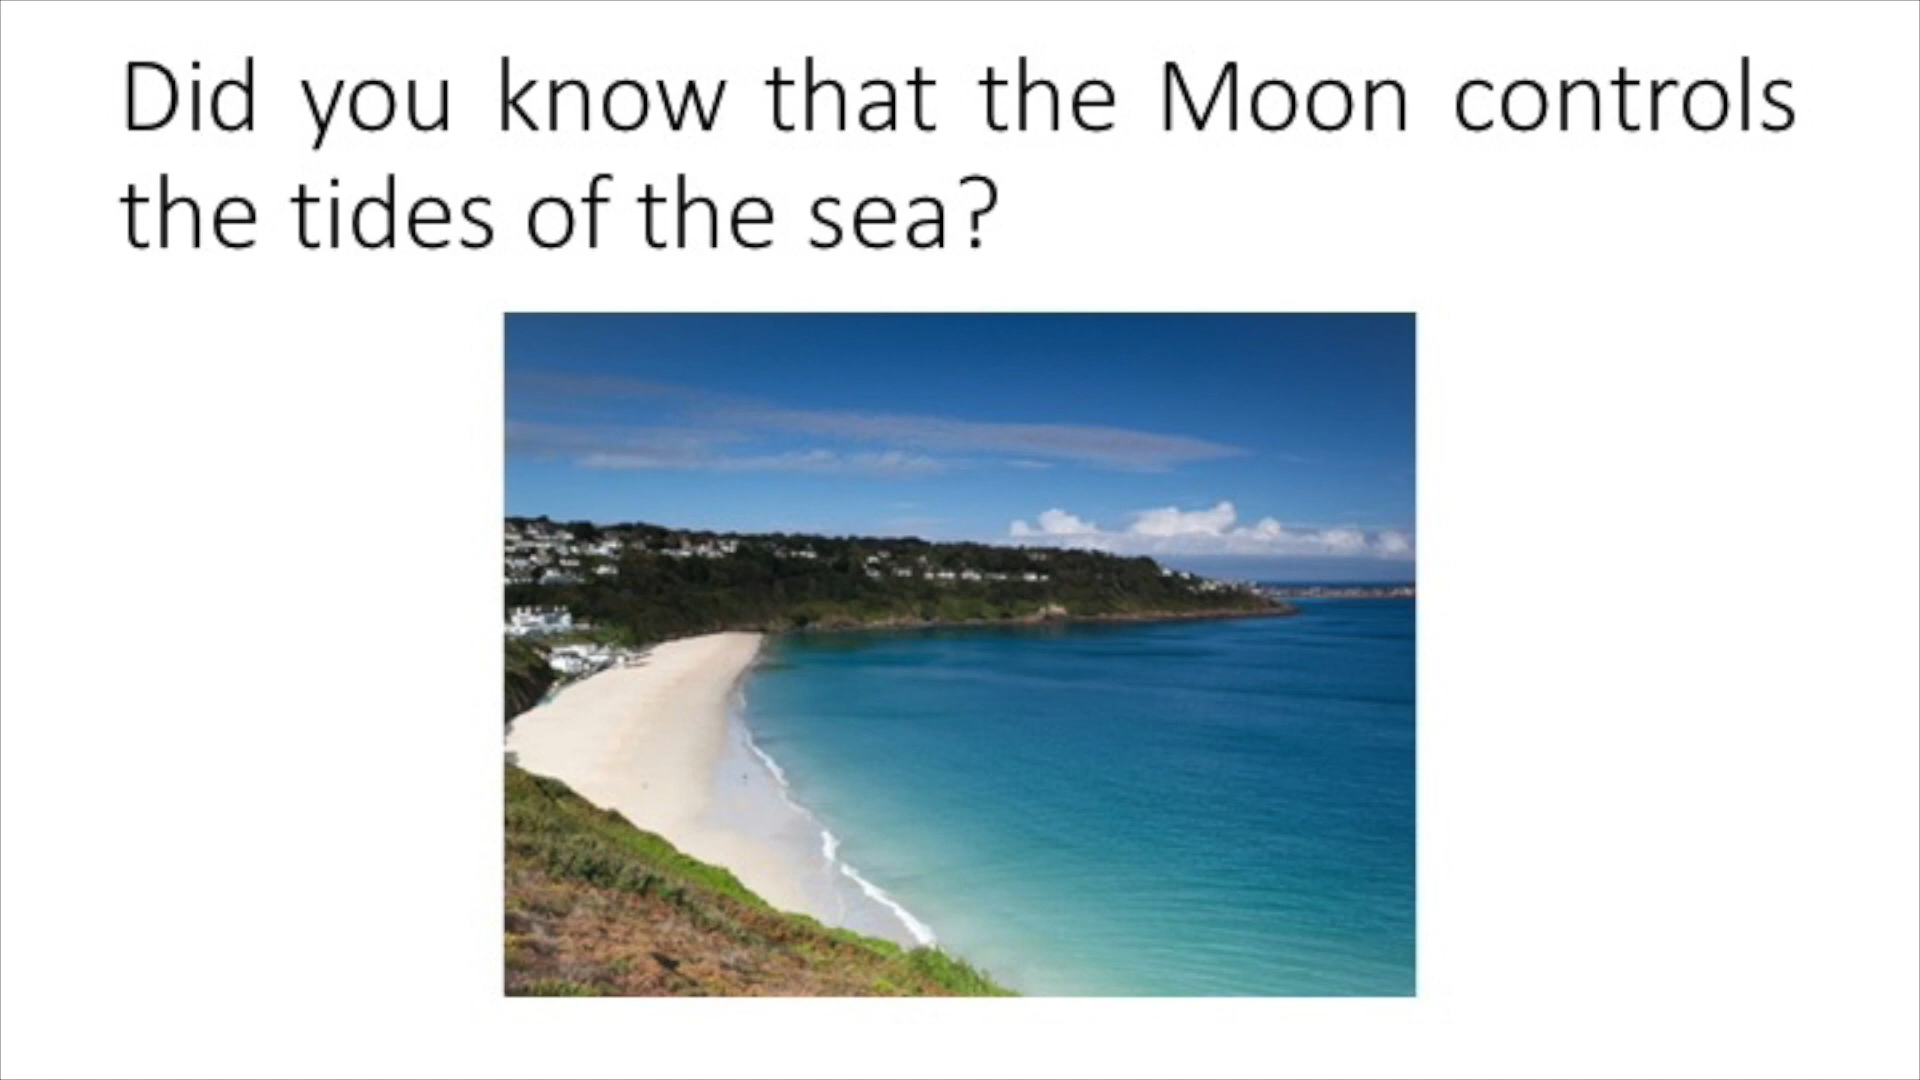 Did you know that the Moon controls
the tides of the sea?